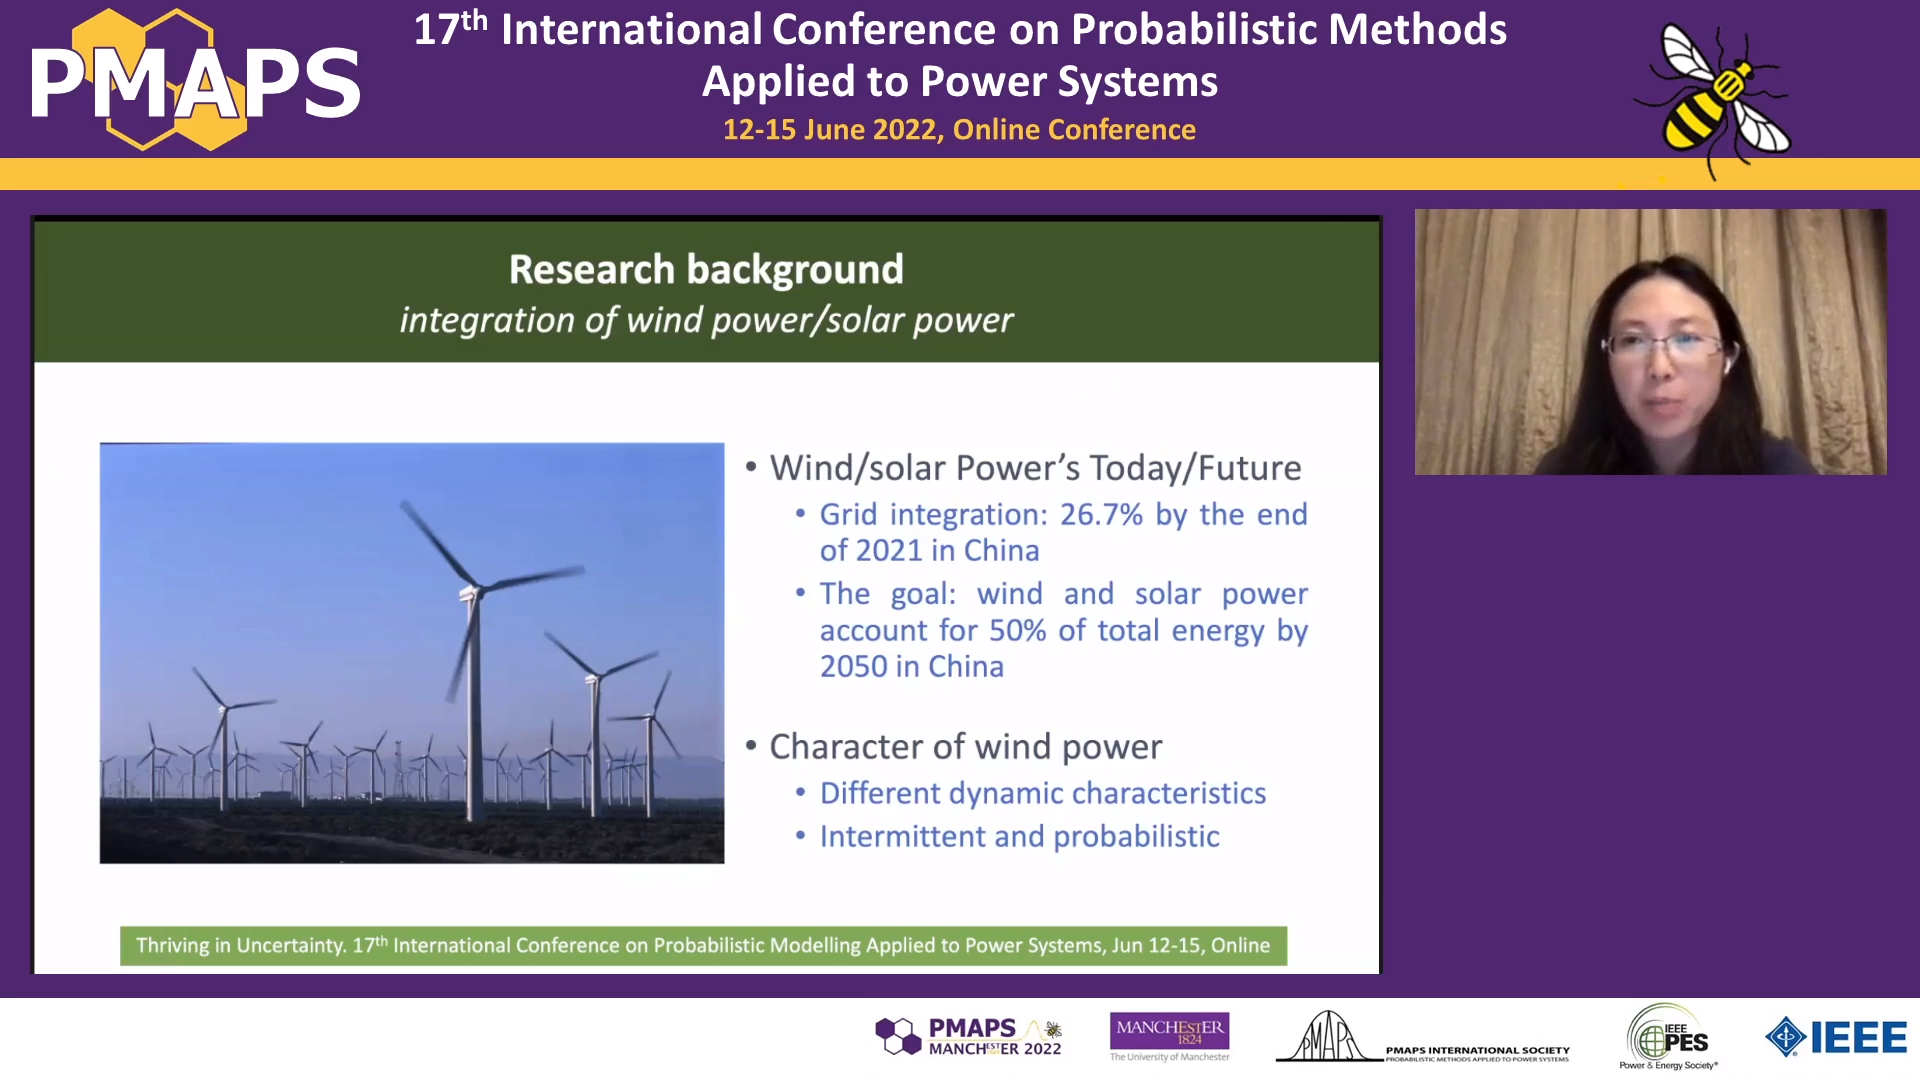 PMAPS
17th International Conference on Probabilistic Methods
Applied to Power Systems
12-15 June 2022, Online Conference
Research background
integration of wind power/solar power
• Wind/solar Power’s Today/Future
• Grid integration: 26.7% by the end
of 2021 in China
• The goal: wind and solar power
account for 50% of total energy by
2050 in China
• Character of wind power
• Different dynamic characteristics
• Intermittent and probabilistic
Thriving in Uncertainty. 17th International Conference on Probabilistic Modelling Applied to Power Systems, Jun 12-15, Online
PMAPS
MANCHESTER 2022
MANCHESTER
1824
The University of Manchester
PMAPS
PMAPS INTERNATIONAL SOCIETY
PROBABILISTIC METHODS APPLIED TO POWER SYSTEMS
IEEE
PES
Power & Energy Society®
IEEE